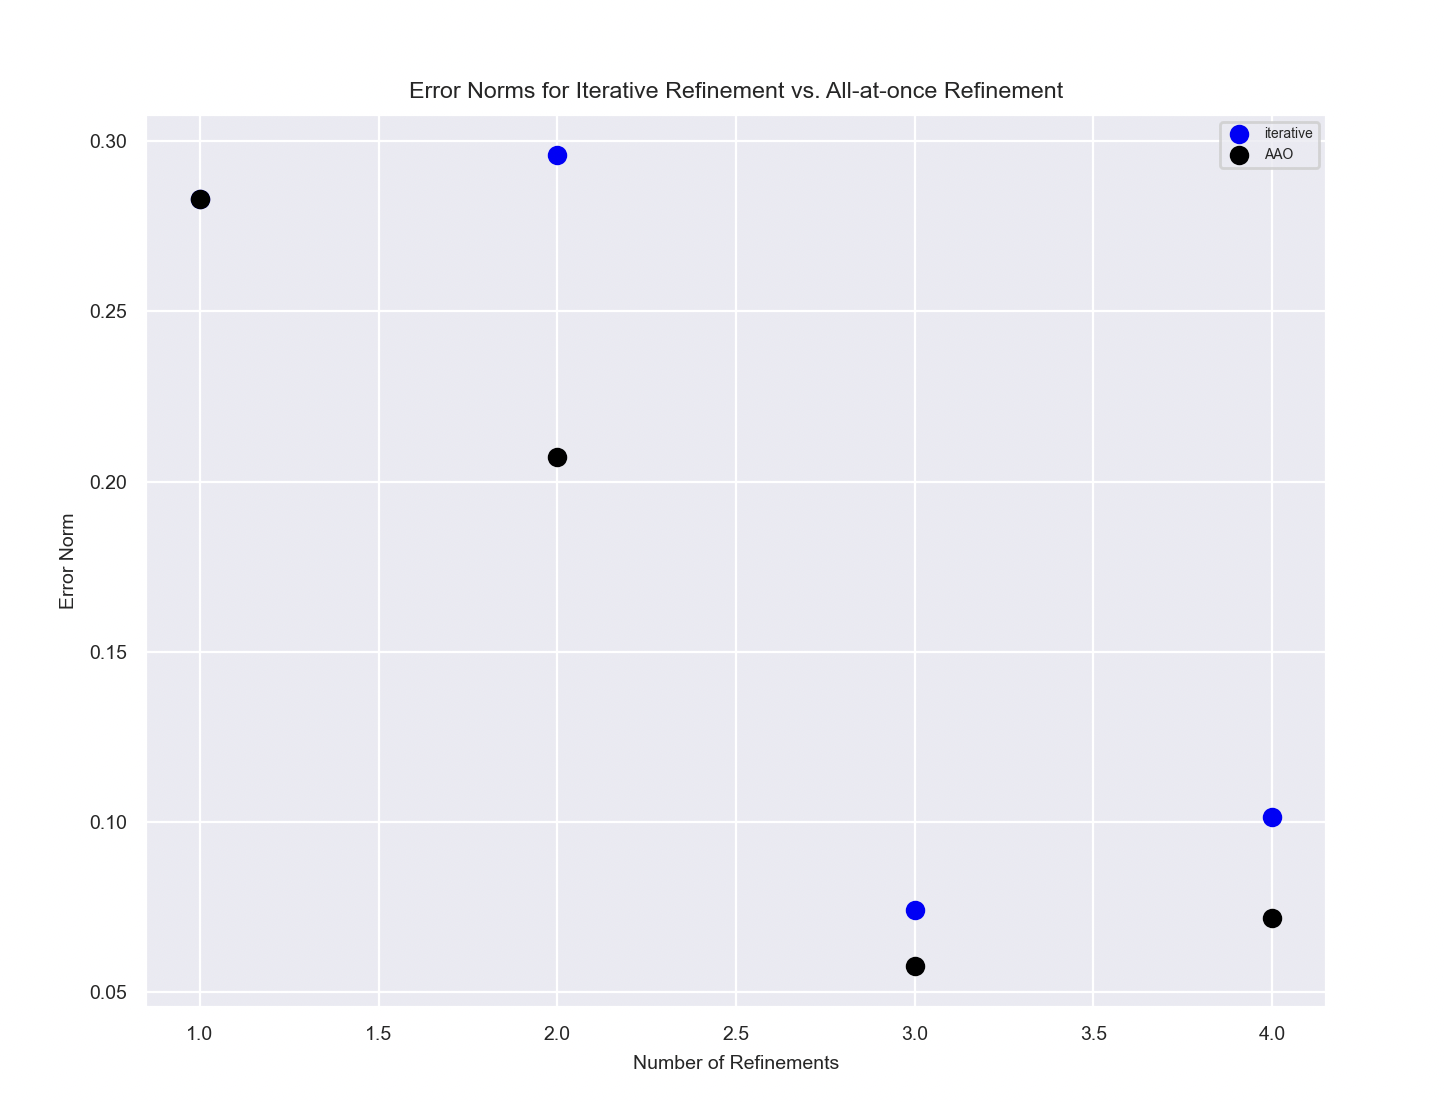 Error Norms for Iterative Refinement vs. All-at-once Refinement
iterative
AAO
0.30
0.25
0.20
0.15
0.10
0.05
Error Norm
1.0 1.5 2.0 2.5 3.0 3.5 4.0
Number of Refinements